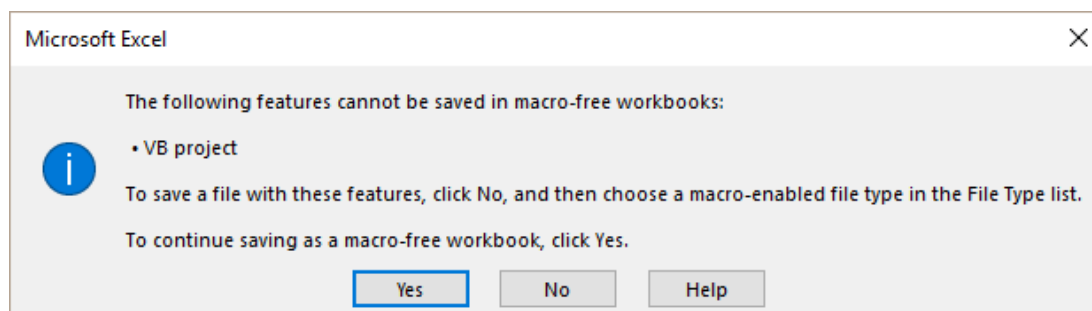 Microsoft Excel
The following features cannot be saved in macro-free workbooks:
• VB project
To save a file with these features, click No, and then choose a macro-enabled file type in the File Type list.
To continue saving as a macro-free workbook, click Yes.
Yes No Help